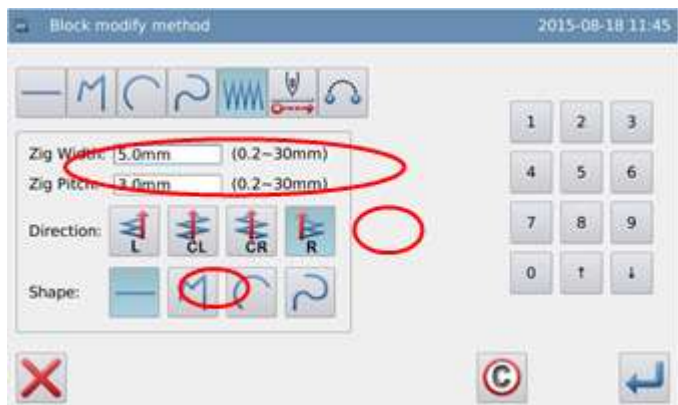 Block modify method 2015-08-18 11:45
Zig Width: 5.0mm (0.2~30mm)
Zig Pitch: 3.0mm (0.2~30mm)
Direction: L CL CR R
Shape:
1 2 3
4 5 6
7 8 9
0 ↑ ↓
C